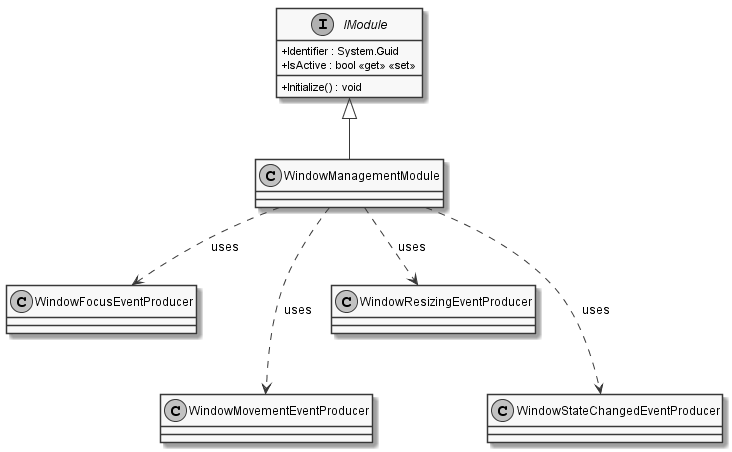 I IModule
+Identifier : System.Guid
+IsActive : bool «get» «set»
+Initialize() : void
C WindowManagementModule
uses
uses
C WindowFocusEventProducer
C WindowResizingEventProducer
uses
uses
C WindowMovementEventProducer
C WindowStateChangedEventProducer